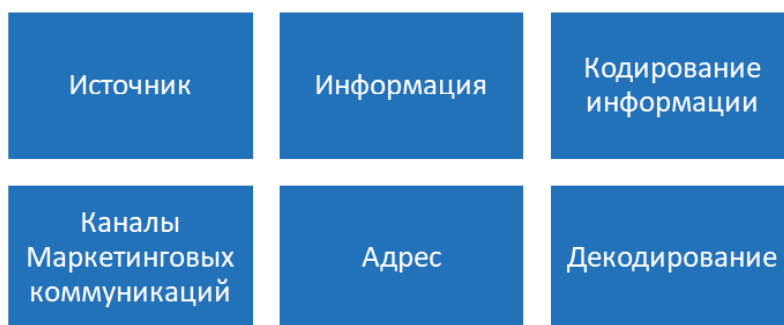 Источник
Информация
Кодирование
информации
Каналы
Маркетинговых
коммуникаций
Адрес
Декодирование